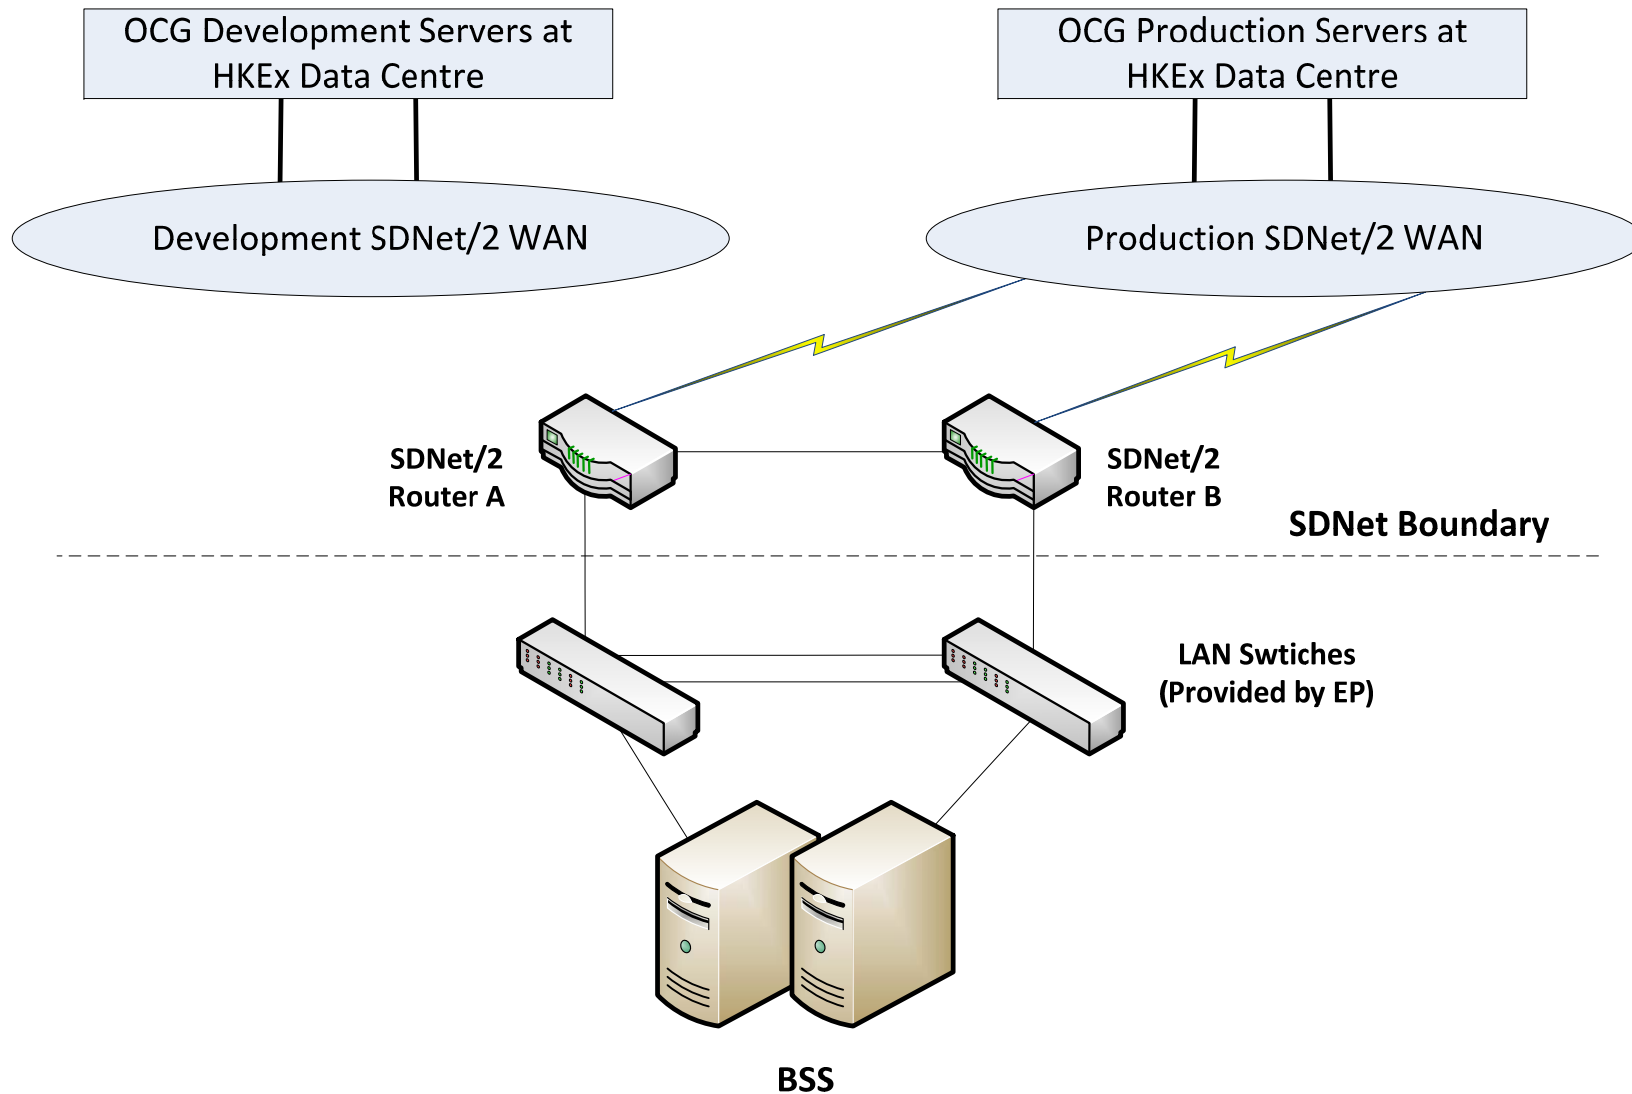 OCG Development Servers at
HKEx Data Centre
OCG Production Servers at
HKEx Data Centre
Development SDNet/2 WAN
Production SDNet/2 WAN
SDNet/2
Router A
SDNet/2
Router B
SDNet Boundary
LAN Swtiches
(Provided by EP)
BSS